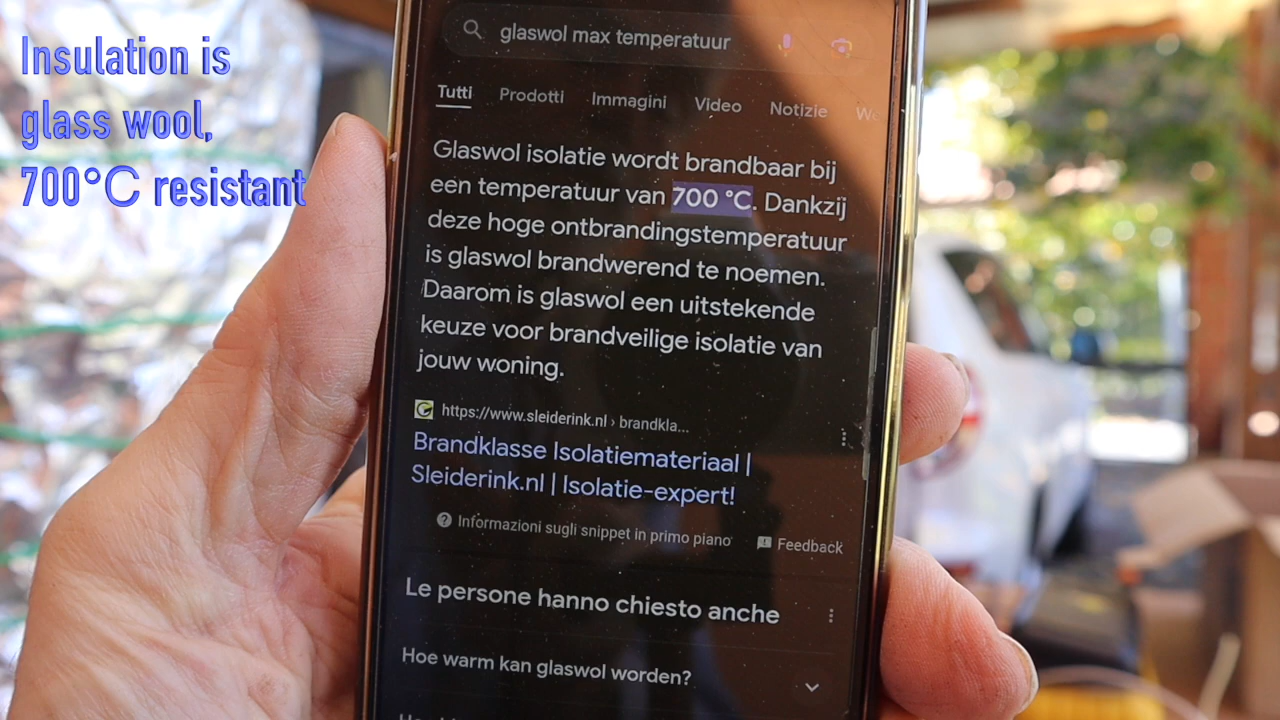 Insulation is
glass wool,
700°C resistant
glaswol max temperatuur
Tutti Prodotti Immagini Video Notizie
Glaswol isolatie wordt brandbaar bij
een temperatuur van 700 °C. Dankzij
deze hoge ontbrandingstemperatuur
is glaswol brandwerend te noemen.
Daarom is glaswol een uitstekende
keuze voor brandveilige isolatie van
jouw woning.
https://www.sleiderink.nl › brandkla...
Brandklasse Isolatiemateriaal |
Sleiderink.nl | Isolatie-expert!
Informazioni sugli snippet in primo piano Feedback
Le persone hanno chiesto anche
Hoe warm kan glaswol worden?